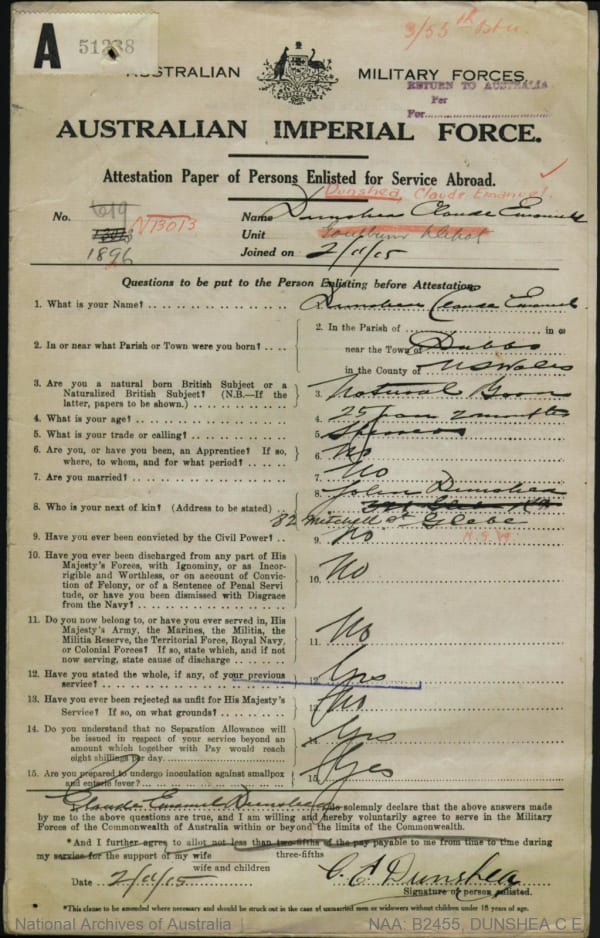 A
51238
3/55th Btn.
AUSTRALIAN MILITARY FORCES.
RETURN TO AUSTRALIA
Per
For
AUSTRALIAN IMPERIAL FORCE.
Attestation Paper of Persons Enlisted for Service Abroad.
Dunshea, Claude Emanuel.
No. 619 N73013 Name Dunshea Claude Emanuel
Unit Goulburn Depot
1896 Joined on 2/11/15
Questions to be put to the Person Enlisting before Attestation.
1. What is your Name? Dunshea Claude Emanuel
2. In or near what Parish or Town were you born? 2. In the Parish of in or
near the Town of Dubbo
in the County of NSWales
3. Are you a natural born British Subject or a
Naturalized British Subject? (N.B.—If the
latter, papers to be shown.) 3. Natural Born
4. What is your age? 4. 25 years 2 months
5. What is your trade or calling? 5.
6. Are you, or have you been, an Apprentice? If so,
where, to whom, and for what period? 6. No
7. Are you married? 7. No
8. Who is your next of kin? (Address to be stated) 8. John Dunshea
82 Mitchell St Glebe
N.S.W.
9. Have you ever been convicted by the Civil Power? 9. No
10. Have you ever been discharged from any part of His
Majesty's Forces, with Ignominy, or as Incor-
rigible and Worthless, or on account of Convic-
tion of Felony, or of a Sentence of Penal Servi
tude, or have you been dismissed with Disgrace
from the Navy? 10. No
11. Do you now belong to, or have you ever served in, His
Majesty's Army, the Marines, the Militia, the
Militia Reserve, the Territorial Force, Royal Navy,
or Colonial Forces? If so, state which, and if not
now serving, state cause of discharge 11. No
12. Have you stated the whole, if any, of your previous
service? 12. Yes
13. Have you ever been rejected as unfit for His Majesty's
Service? If so, on what grounds? 13. No
14. Do you understand that no Separation Allowance will
be issued in respect of your service beyond an
amount which together with Pay would reach
eight shillings per day 14. Yes
15. Are you prepared to undergo inoculation against smallpox
and enteric fever? 15. Yes
Claude Emanuel Dunshea do solemnly declare that the above answers made
by me to the above questions are true, and I am willing and hereby voluntarily agree to serve in the Military
Forces of the Commonwealth of Australia within or beyond the limits of the Commonwealth.
*And I further agree to allot not less than two-fifths of the pay payable to me from time to time during
three-fifths
my service for the support of my wife
wife and children
Date 2/11/15 C E Dunshea
Signature of person enlisted.
*This clause to be amended where necessary and should be struck out in the case of unmarried men or widowers without children under 18 years of age.
National Archives of Australia NAA: B2455, DUNSHEA C E